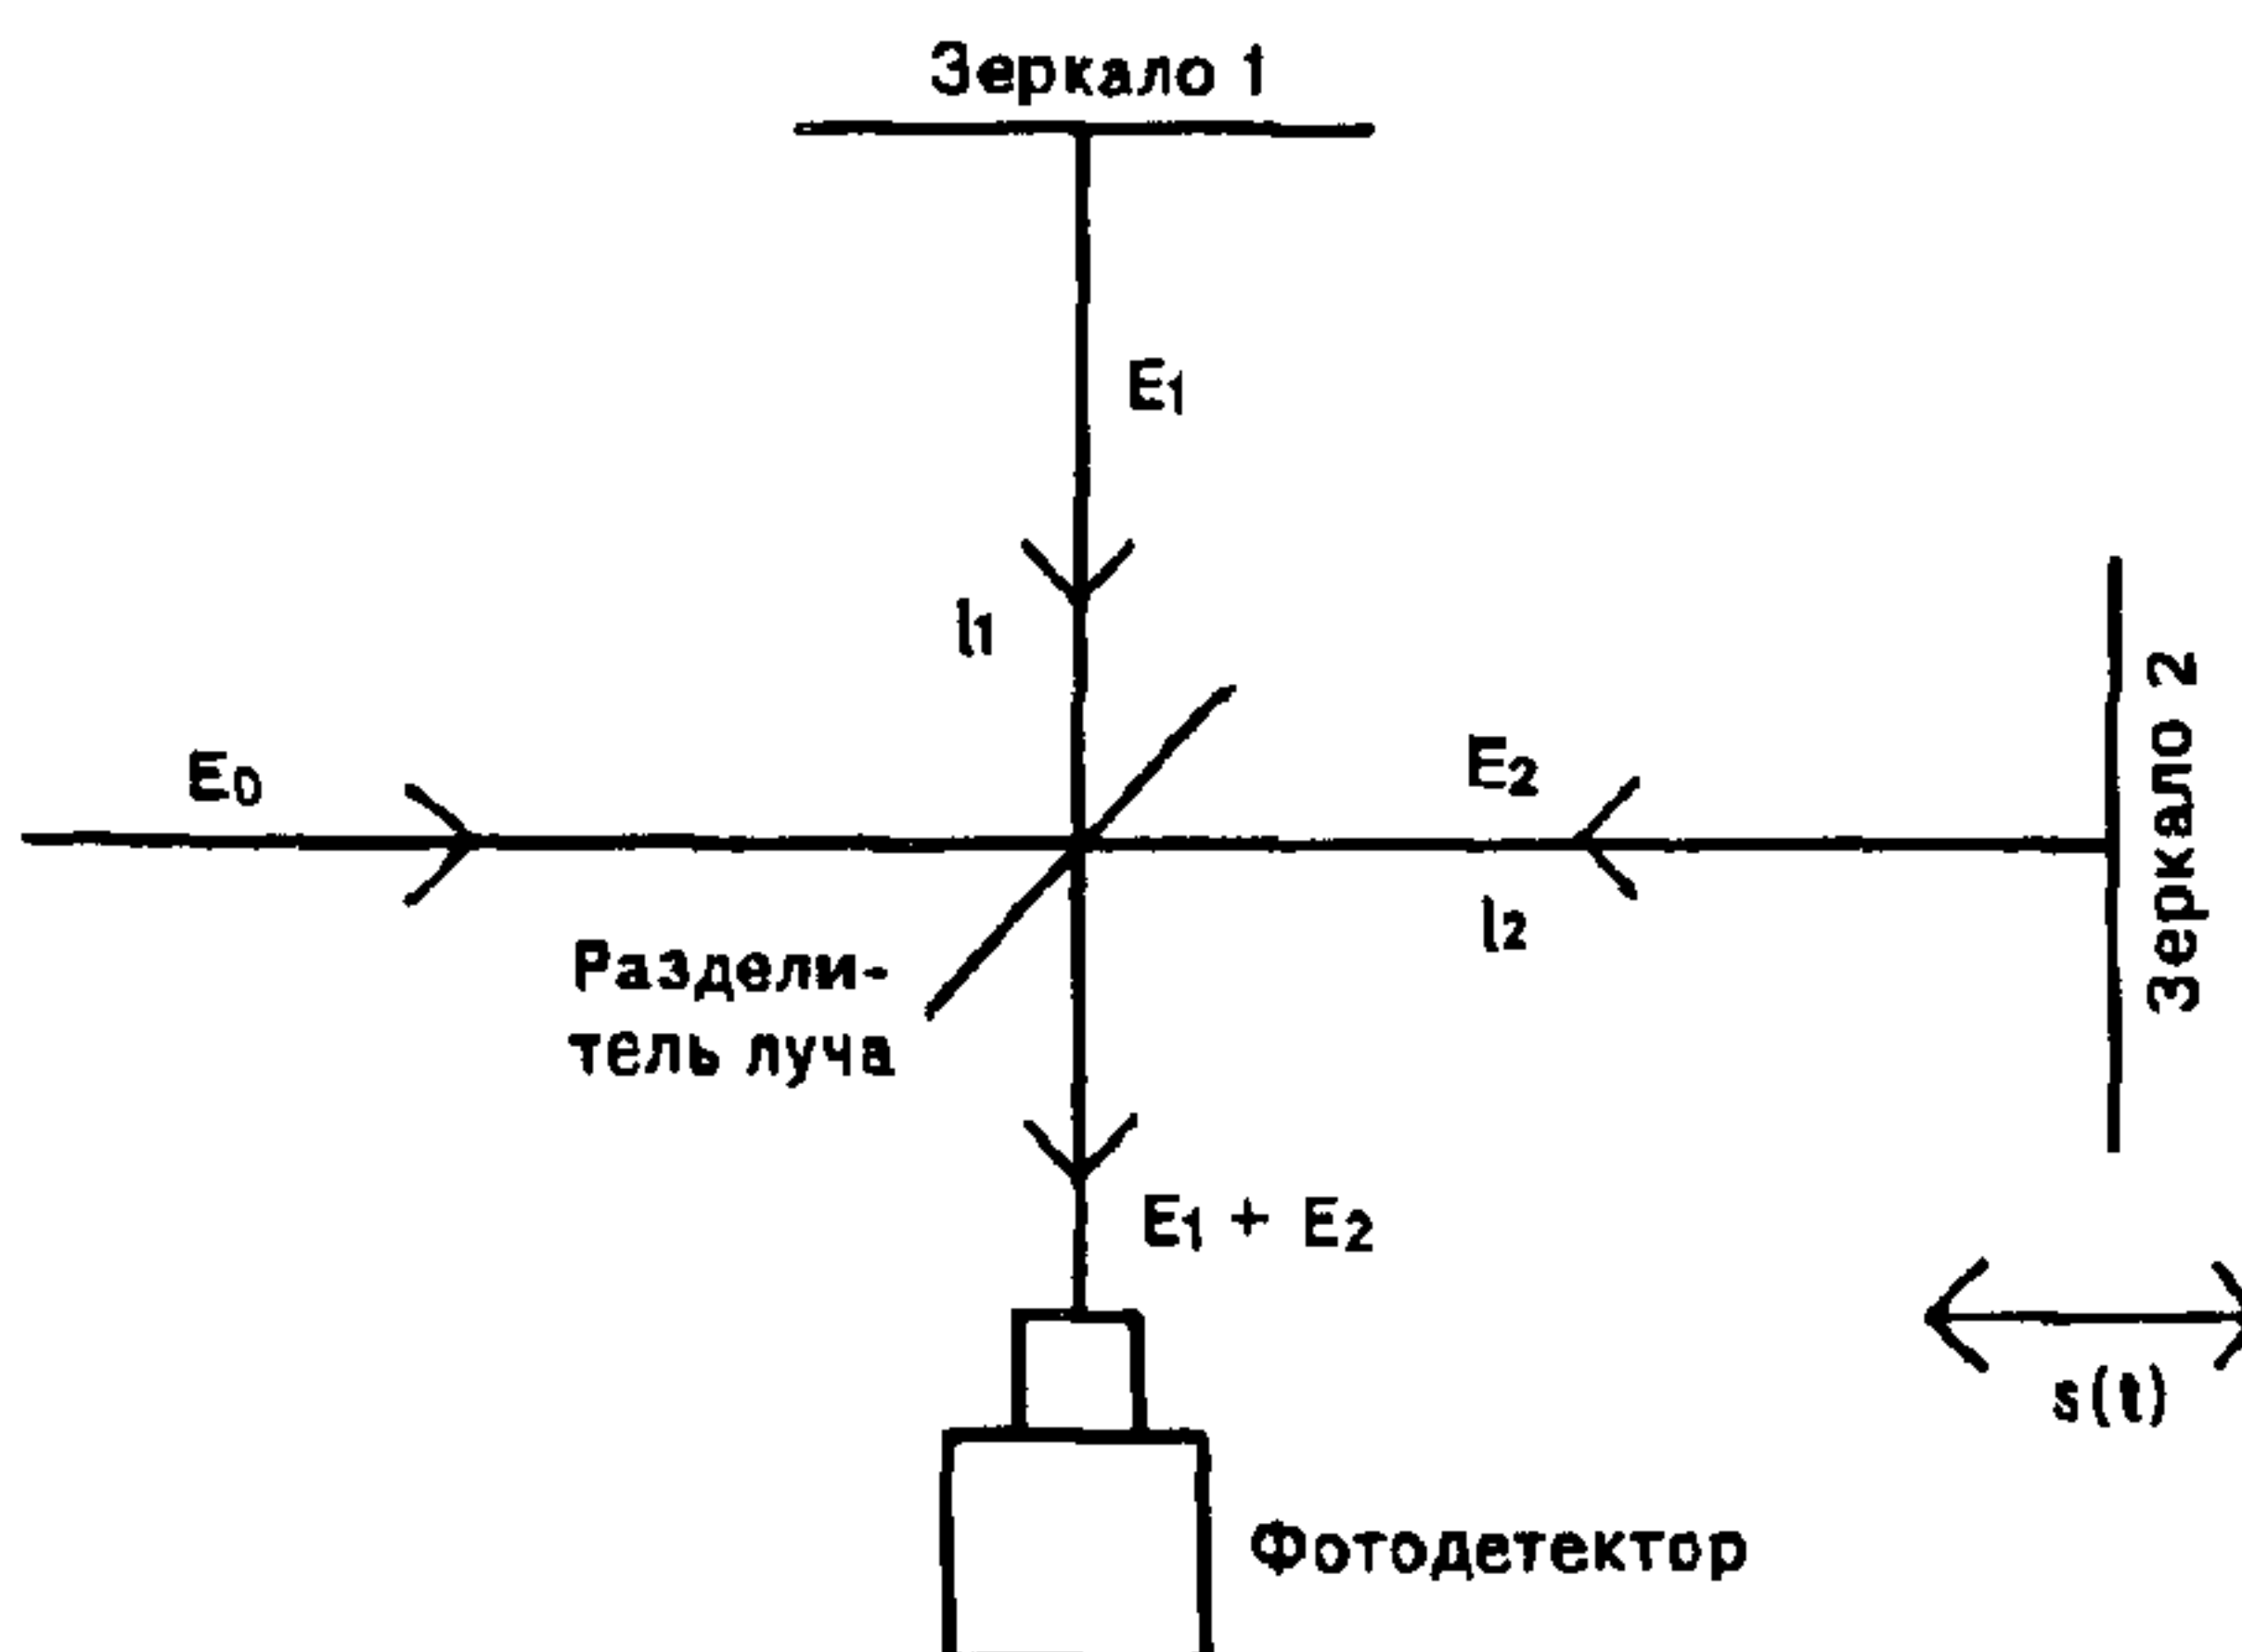 Зеркало 1
E1
l1
E0
E2
l2
Зеркало 2
Раздели-
тель луча
E1 + E2
s(t)
Фотодетектор